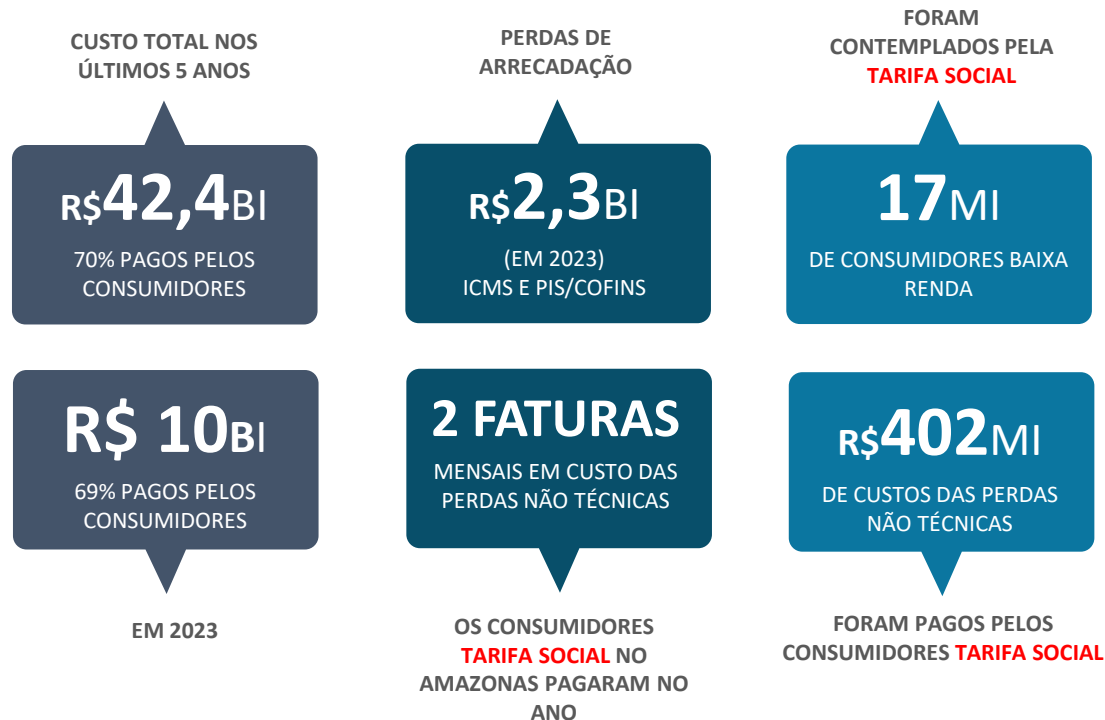 CUSTO TOTAL NOS
ÚLTIMOS 5 ANOS
R$42,4BI
70% PAGOS PELOS
CONSUMIDORES
PERDAS DE
ARRECADAÇÃO
R$2,3BI
(EM 2023)
ICMS E PIS/COFINS
FORAM
CONTEMPLADOS PELA
TARIFA SOCIAL
17MI
DE CONSUMIDORES BAIXA
RENDA
R$ 10BI
69% PAGOS PELOS
CONSUMIDORES
EM 2023
2 FATURAS
MENSAIS EM CUSTO DAS
PERDAS NÃO TÉCNICAS
OS CONSUMIDORES
TARIFA SOCIAL NO
AMAZONAS PAGARAM NO
ANO
R$402MI
DE CUSTOS DAS PERDAS
NÃO TÉCNICAS
FORAM PAGOS PELOS
CONSUMIDORES TARIFA SOCIAL